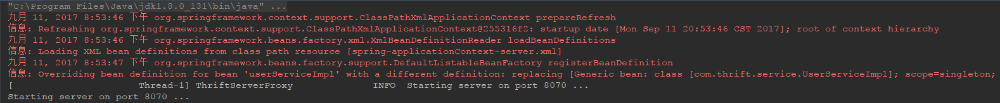 "C:\Program Files\Java\jdk1.8.0_131\bin\java" ...
九月 11, 2017 8:53:46 下午 org.springframework.context.support.ClassPathXmlApplicationContext prepareRefresh
信息: Refreshing org.springframework.context.support.ClassPathXmlApplicationContext@255316f2: startup date [Mon Sep 11 20:53:46 CST 2017]; root of context hierarchy
九月 11, 2017 8:53:46 下午 org.springframework.beans.factory.xml.XmlBeanDefinitionReader loadBeanDefinitions
信息: Loading XML bean definitions from class path resource [spring-applicationContext-server.xml]
九月 11, 2017 8:53:47 下午 org.springframework.beans.factory.support.DefaultListableBeanFactory registerBeanDefinition
信息: Overriding bean definition for bean 'userServiceImpl' with a different definition: replacing [Generic bean: class [com.thrift.service.UserServiceImpl]; scope=singleton;
[                    Thread-1] ThriftServerProxy             INFO  Starting server on port 8070 ...
Starting server on port 8070 ...